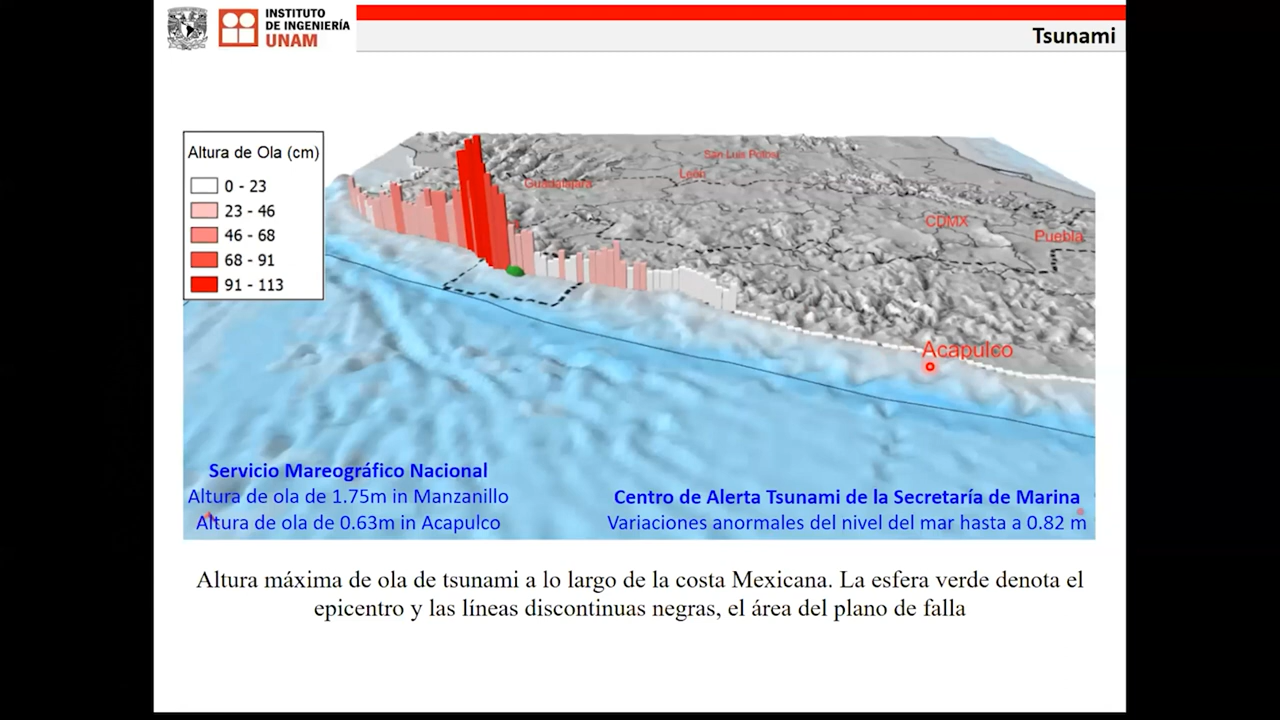 INSTITUTO
DE INGENIERÍA
UNAM
Tsunami
Altura de Ola (cm)
0 - 23
23 - 46
46 - 68
68 - 91
91 - 113
San Luis Potosí
León
Guadalajara
CDMX
Puebla
Acapulco
Servicio Mareográfico Nacional
Altura de ola de 1.75m in Manzanillo
Altura de ola de 0.63m in Acapulco
Centro de Alerta Tsunami de la Secretaría de Marina
Variaciones anormales del nivel del mar hasta a 0.82 m
Altura máxima de ola de tsunami a lo largo de la costa Mexicana. La esfera verde denota el
epicentro y las líneas discontinuas negras, el área del plano de falla